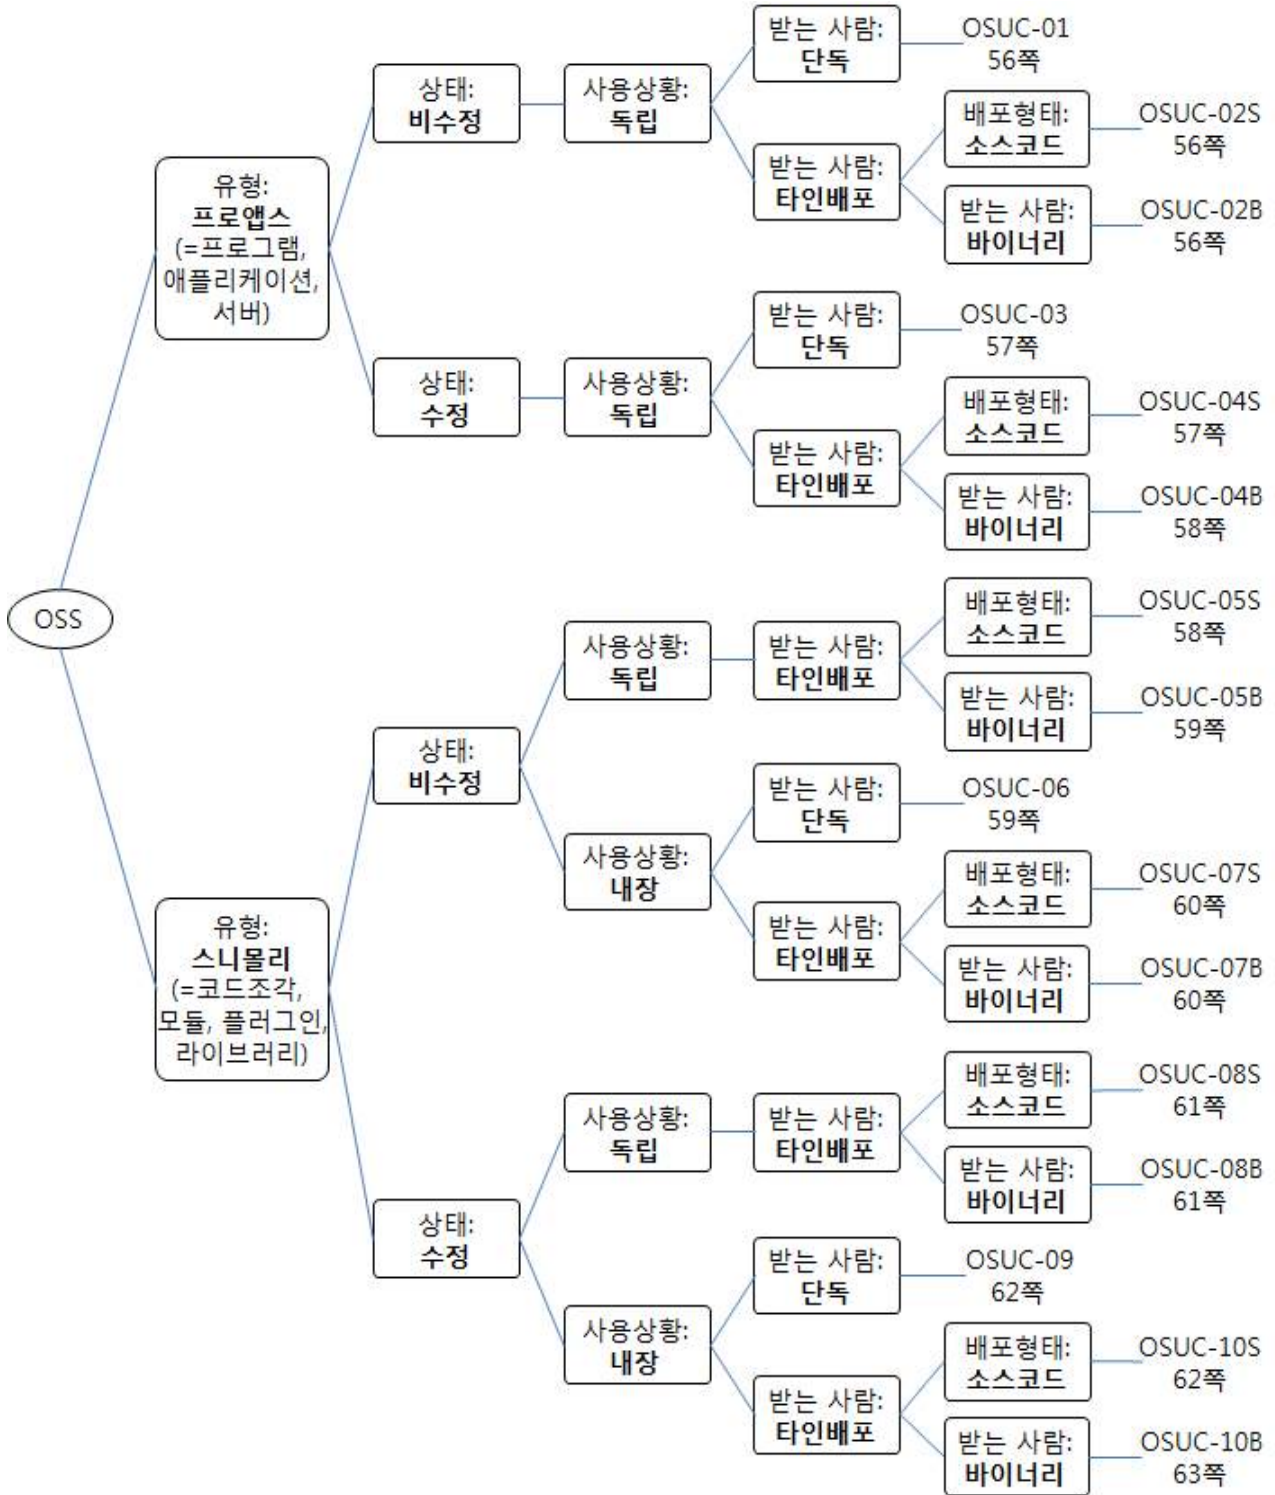 OSS
유형:
프로앱스
(=프로그램,
애플리케이션,
서버)
상태:
비수정
사용상황:
독립
받는 사람:
단독
OSUC-01
56쪽
받는 사람:
타인배포
배포형태:
소스코드
OSUC-02S
56쪽
받는 사람:
바이너리
OSUC-02B
56쪽
상태:
수정
사용상황:
독립
받는 사람:
단독
OSUC-03
57쪽
받는 사람:
타인배포
배포형태:
소스코드
OSUC-04S
57쪽
받는 사람:
바이너리
OSUC-04B
58쪽
유형:
스니몰리
(=코드조각,
모듈, 플러그인,
라이브러리)
상태:
비수정
사용상황:
독립
받는 사람:
타인배포
배포형태:
소스코드
OSUC-05S
58쪽
받는 사람:
바이너리
OSUC-05B
59쪽
사용상황:
내장
받는 사람:
단독
OSUC-06
59쪽
받는 사람:
타인배포
배포형태:
소스코드
OSUC-07S
60쪽
받는 사람:
바이너리
OSUC-07B
60쪽
상태:
수정
사용상황:
독립
받는 사람:
타인배포
배포형태:
소스코드
OSUC-08S
61쪽
받는 사람:
바이너리
OSUC-08B
61쪽
사용상황:
내장
받는 사람:
단독
OSUC-09
62쪽
받는 사람:
타인배포
배포형태:
소스코드
OSUC-10S
62쪽
받는 사람:
바이너리
OSUC-10B
63쪽